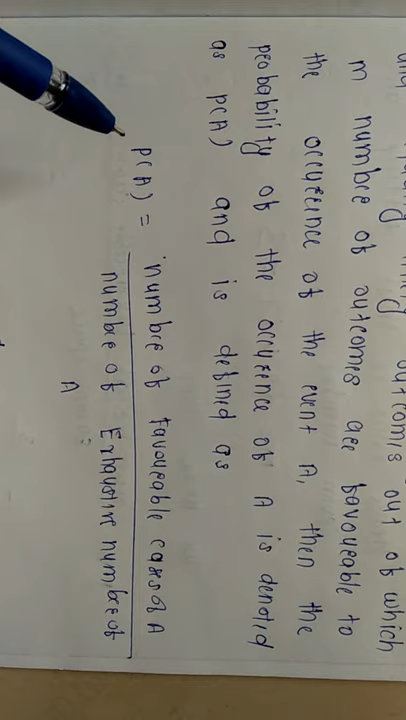 outcomes out of which
m number of outcomes are favourable to
the occurrence of the event A, then the
probability of the occurence of A is denoted
as P(A) and is defined as
P(A) = number of favourable cases of A
number of Exhaustive number of
A